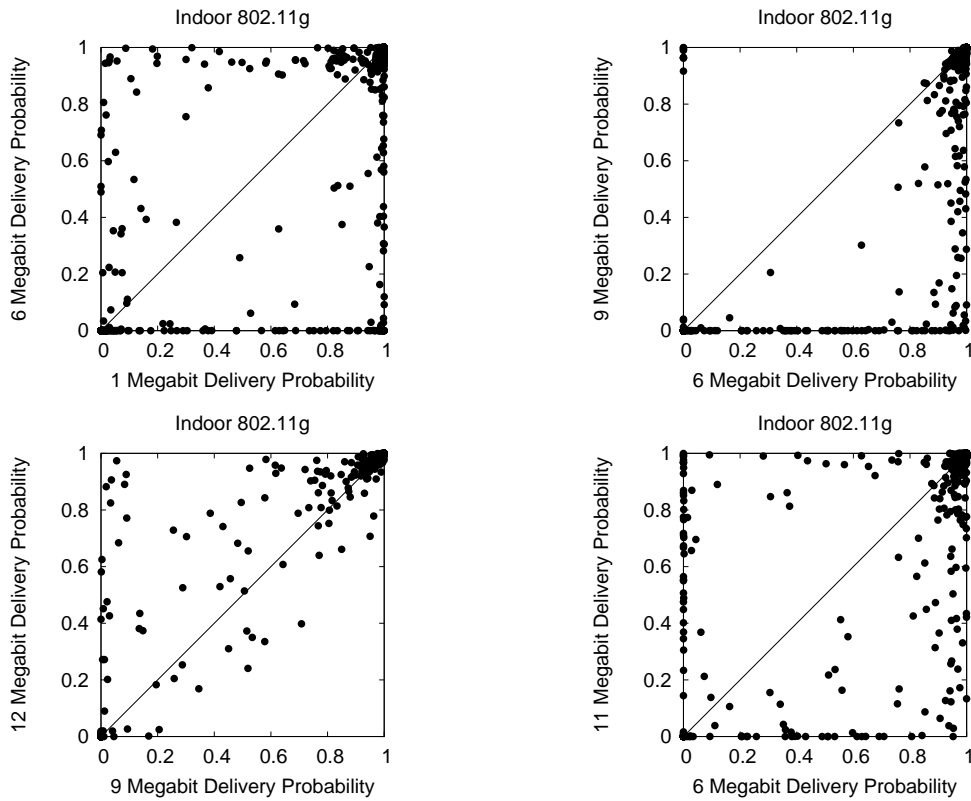 Indoor 802.11g
1
0.8
0.6
0.4
0.2
0
0 0.2 0.4 0.6 0.8 1
6 Megabit Delivery Probability
1 Megabit Delivery Probability
Indoor 802.11g
1
0.8
0.6
0.4
0.2
0
0 0.2 0.4 0.6 0.8 1
9 Megabit Delivery Probability
6 Megabit Delivery Probability
Indoor 802.11g
1
0.8
0.6
0.4
0.2
0
0 0.2 0.4 0.6 0.8 1
12 Megabit Delivery Probability
9 Megabit Delivery Probability
Indoor 802.11g
1
0.8
0.6
0.4
0.2
0
0 0.2 0.4 0.6 0.8 1
11 Megabit Delivery Probability
6 Megabit Delivery Probability